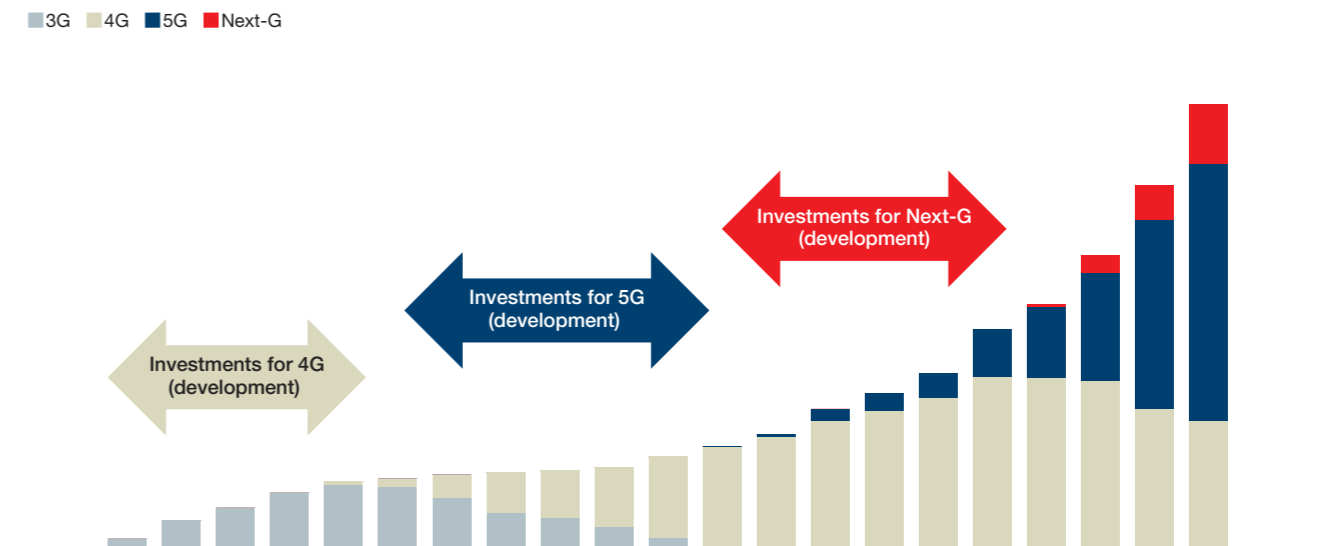 3G 4G 5G Next-G
Investments for Next-G
(development)
Investments for 5G
(development)
Investments for 4G
(development)